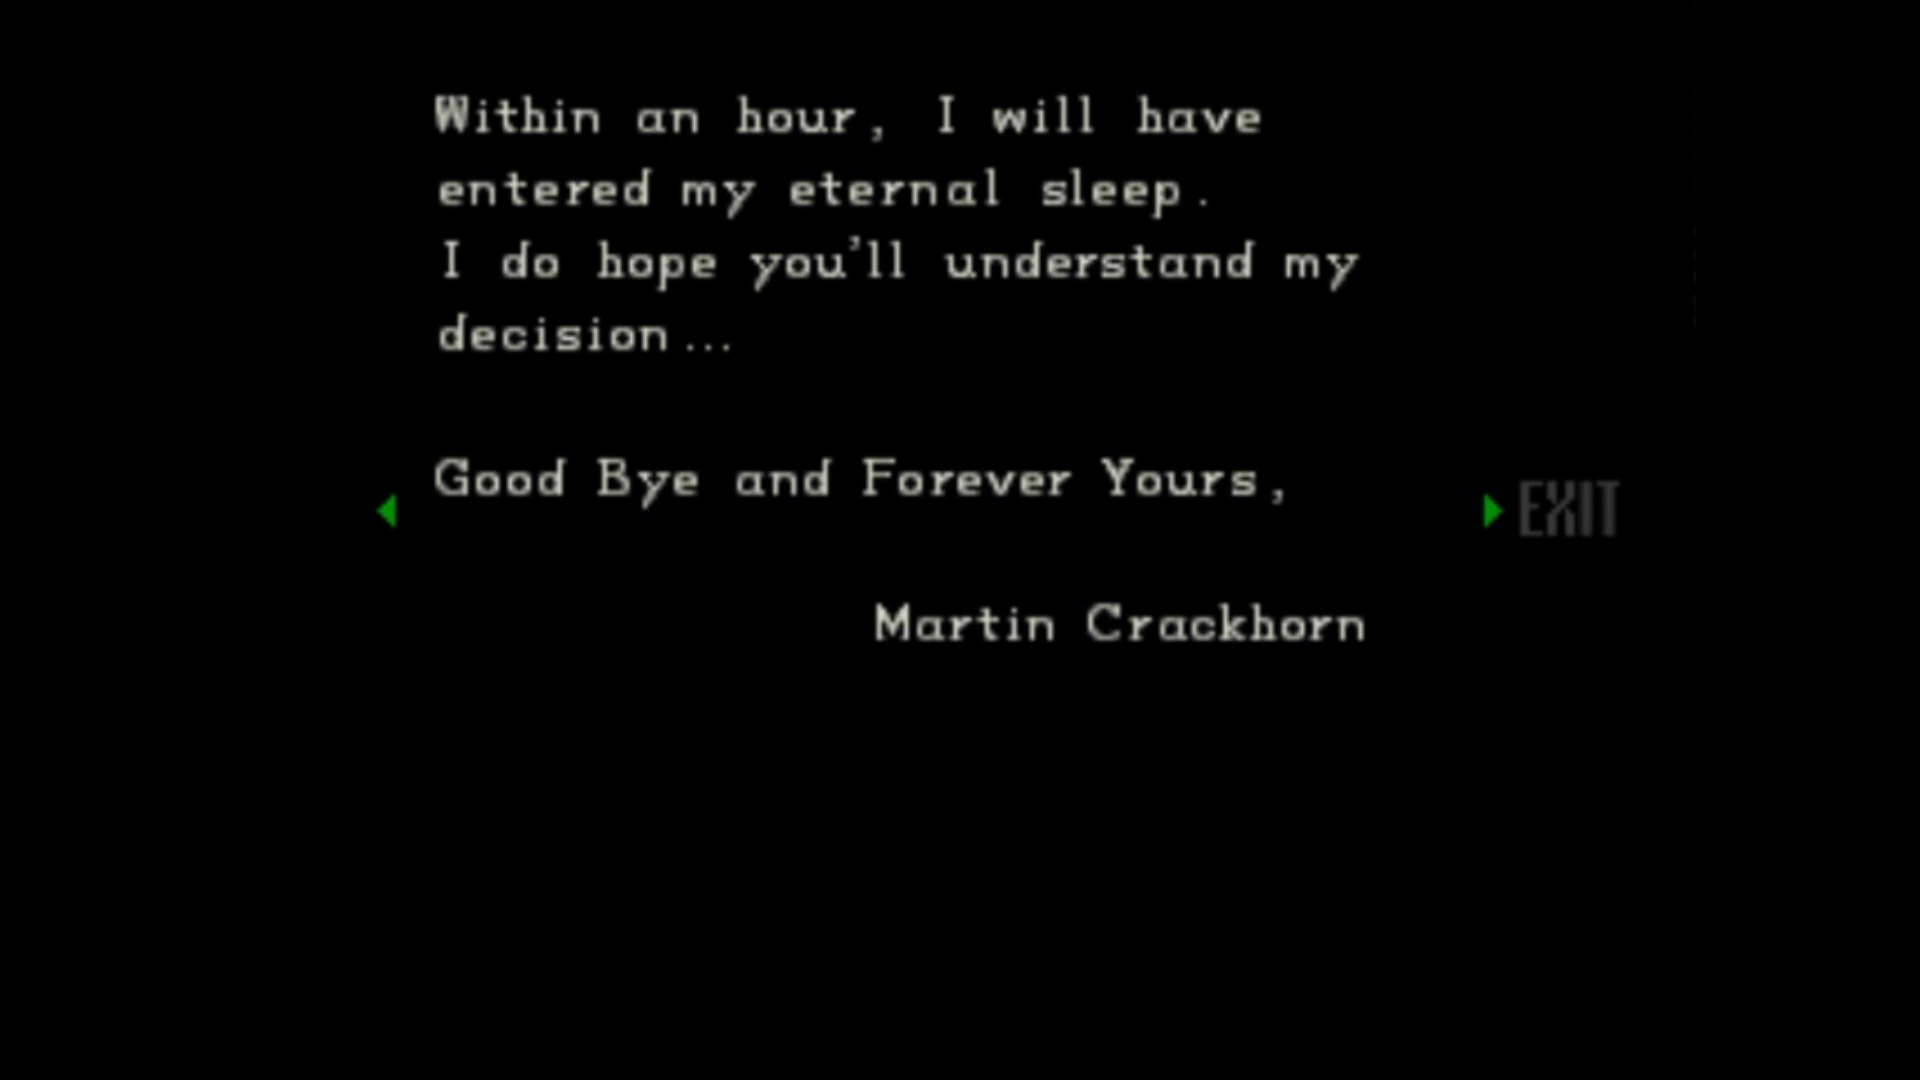 Within an hour, I will have
entered my eternal sleep.
I do hope you'll understand my
decision...
Good Bye and Forever Yours,
EXIT
Martin Crackhorn